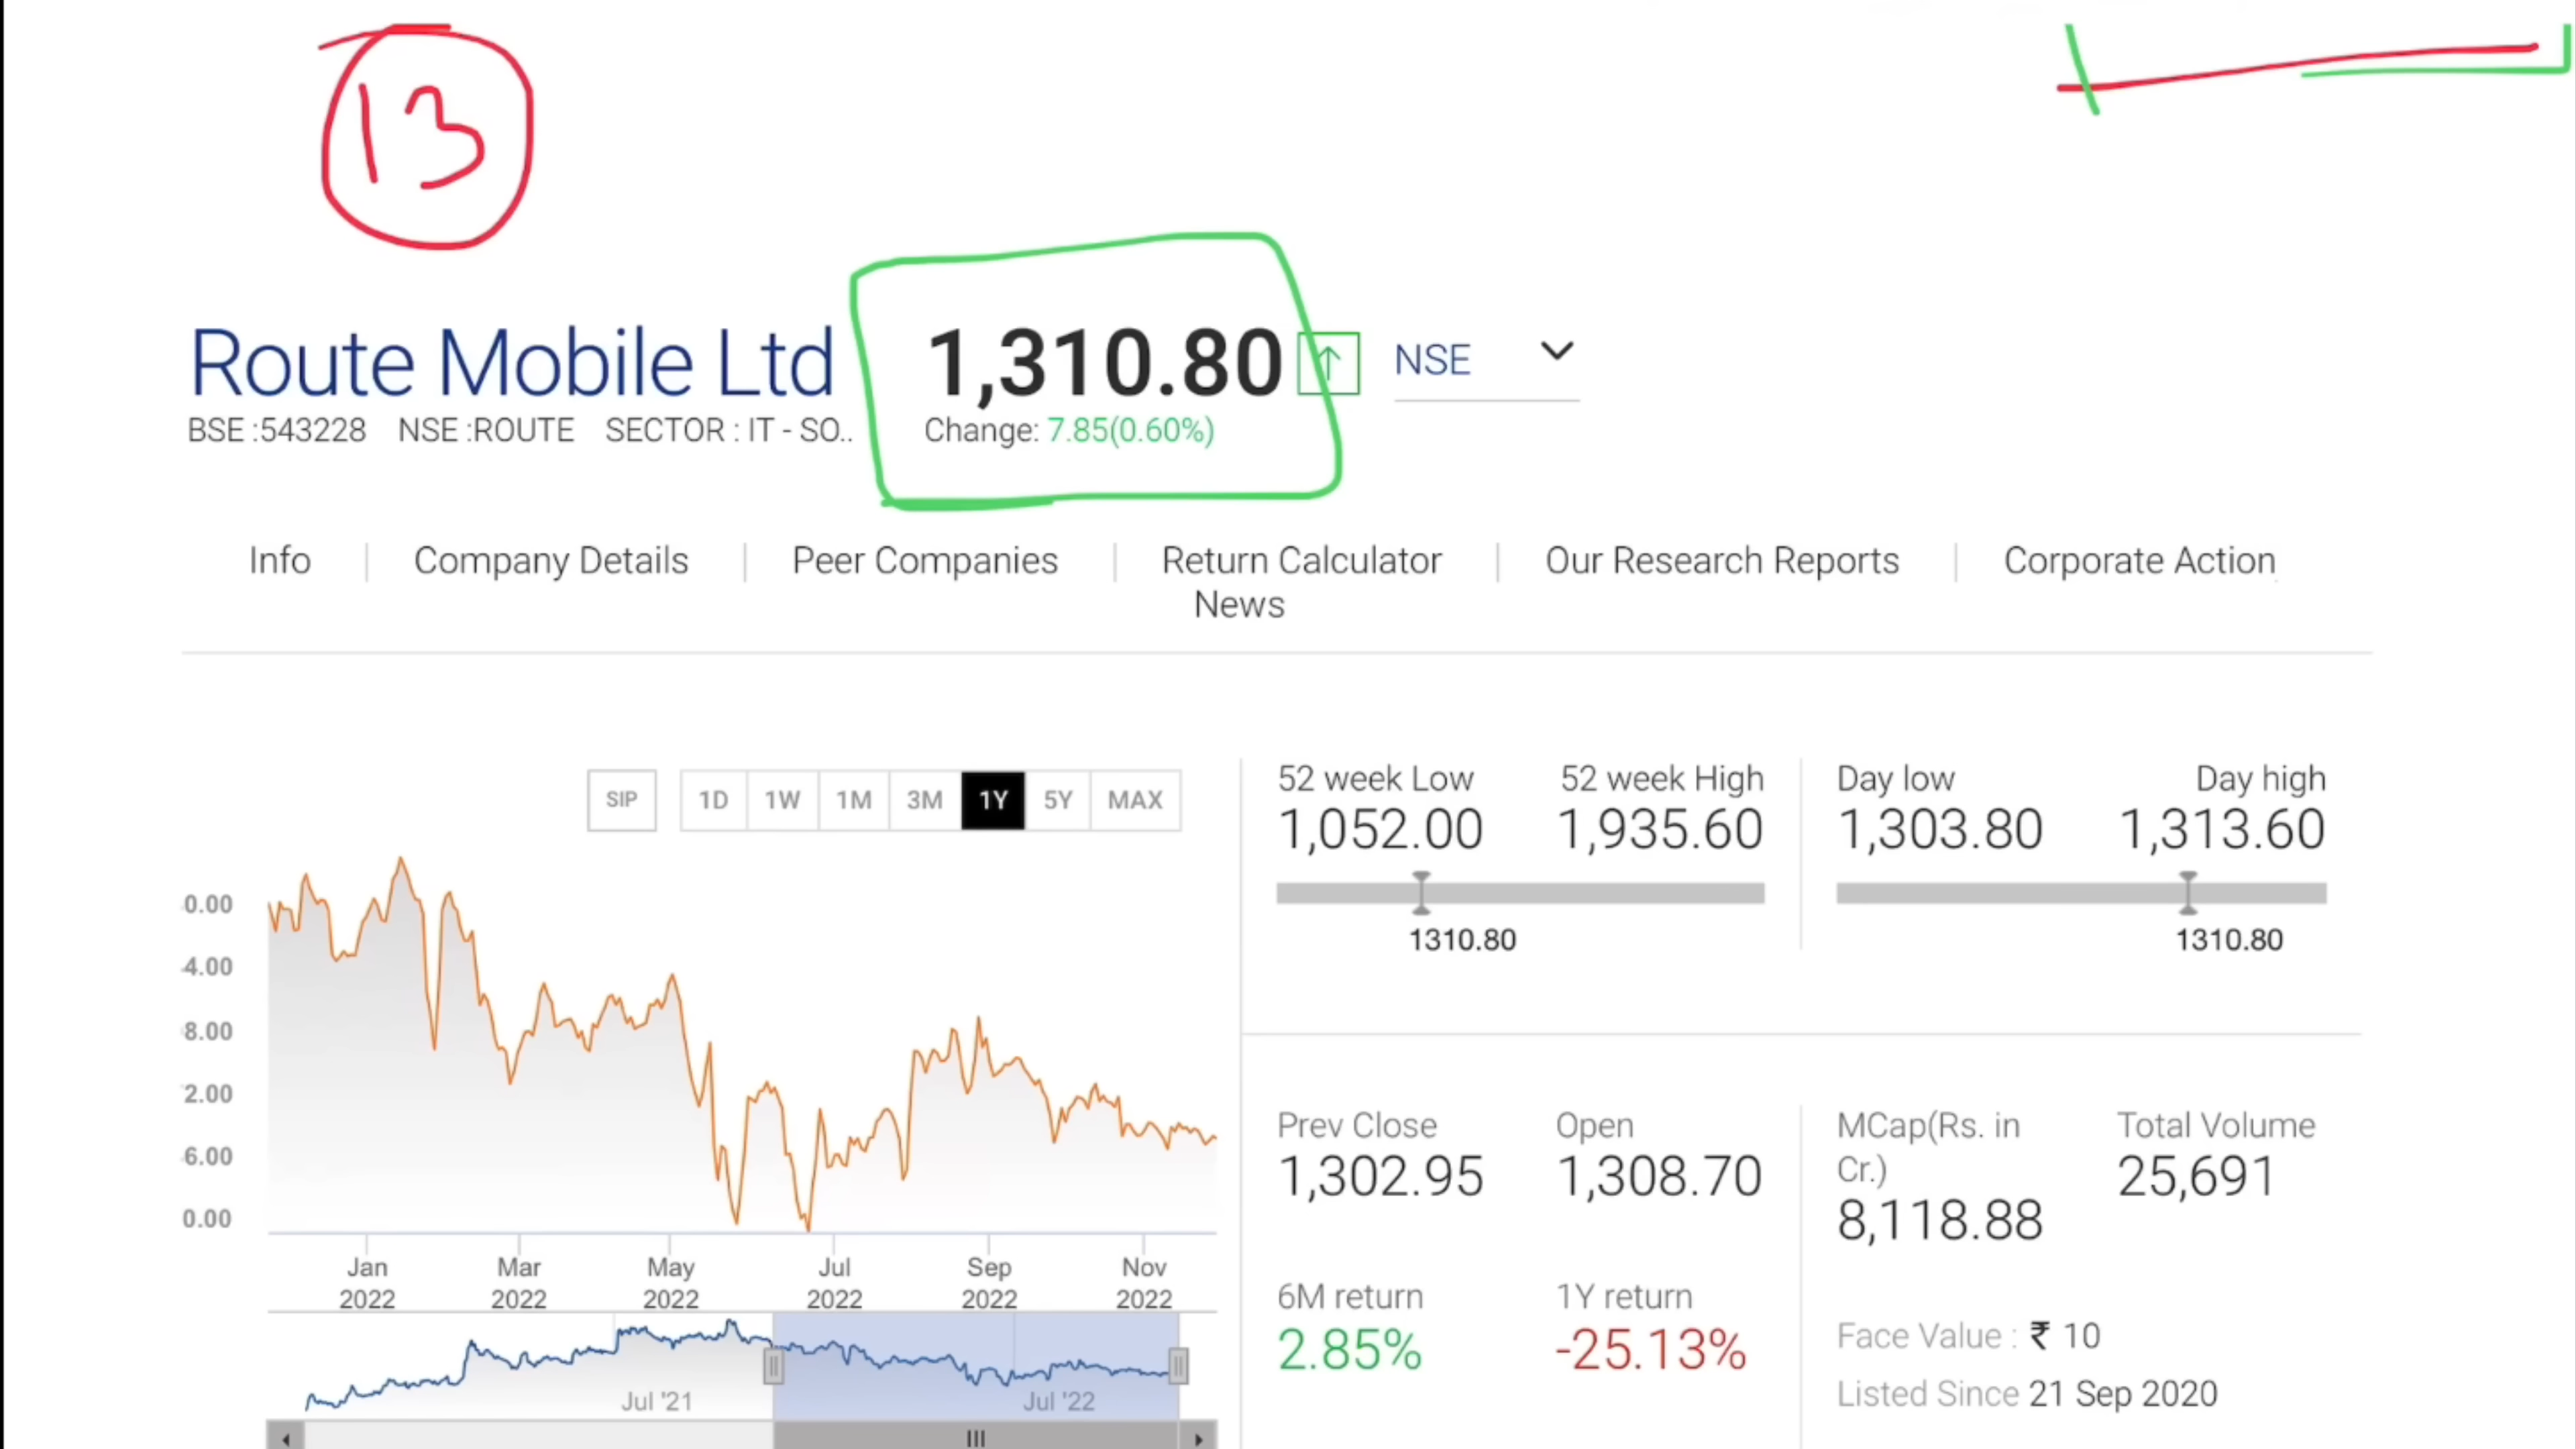 13
Route Mobile Ltd
1,310.80
NSE
BSE :543228 NSE :ROUTE SECTOR : IT - SO..
Change: 7.85(0.60%)
Info
Company Details
Peer Companies
Return Calculator
Our Research Reports
Corporate Action
News
SIP
1D 1W 1M 3M 1Y 5Y MAX
0.00
4.00
8.00
2.00
6.00
0.00
Jan 2022
Mar 2022
May 2022
Jul 2022
Sep 2022
Nov 2022
Jul '21
Jul '22
52 week Low
1,052.00
52 week High
1,935.60
1310.80
Day low
1,303.80
Day high
1,313.60
1310.80
Prev Close
1,302.95
Open
1,308.70
MCap(Rs. in
Cr.)
8,118.88
Total Volume
25,691
6M return
2.85%
1Y return
-25.13%
Face Value : ₹ 10
Listed Since 21 Sep 2020